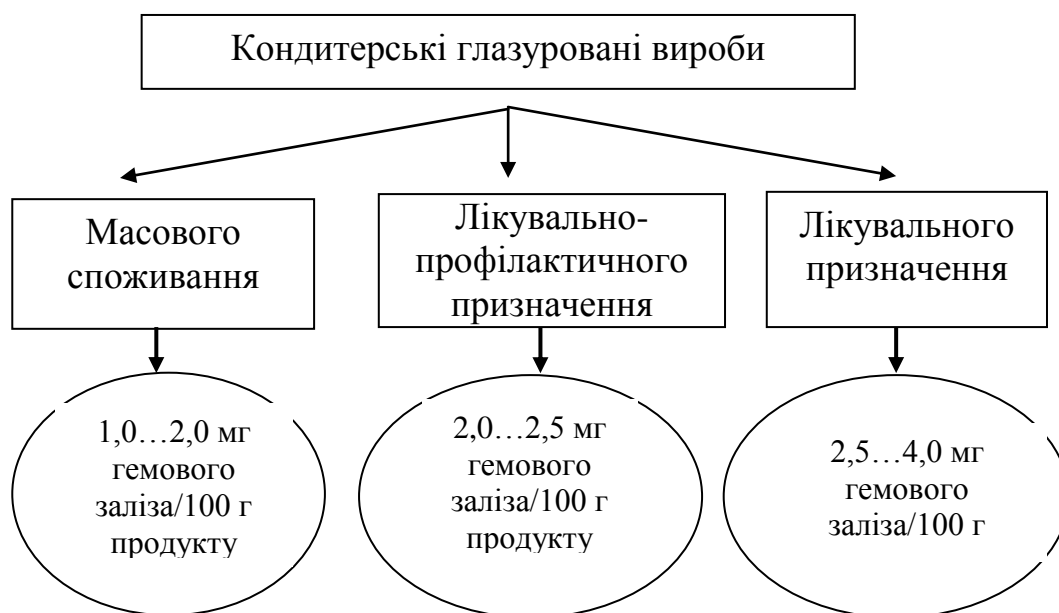 Кондитерські глазуровані вироби
Масового
споживання
Лікувально-
профілактичного
призначення
Лікувального
призначення
1,0…2,0 мг
гемового
заліза/100 г
продукту
2,0…2,5 мг
гемового
заліза/100 г
продукту
2,5…4,0 мг
гемового
заліза/100 г